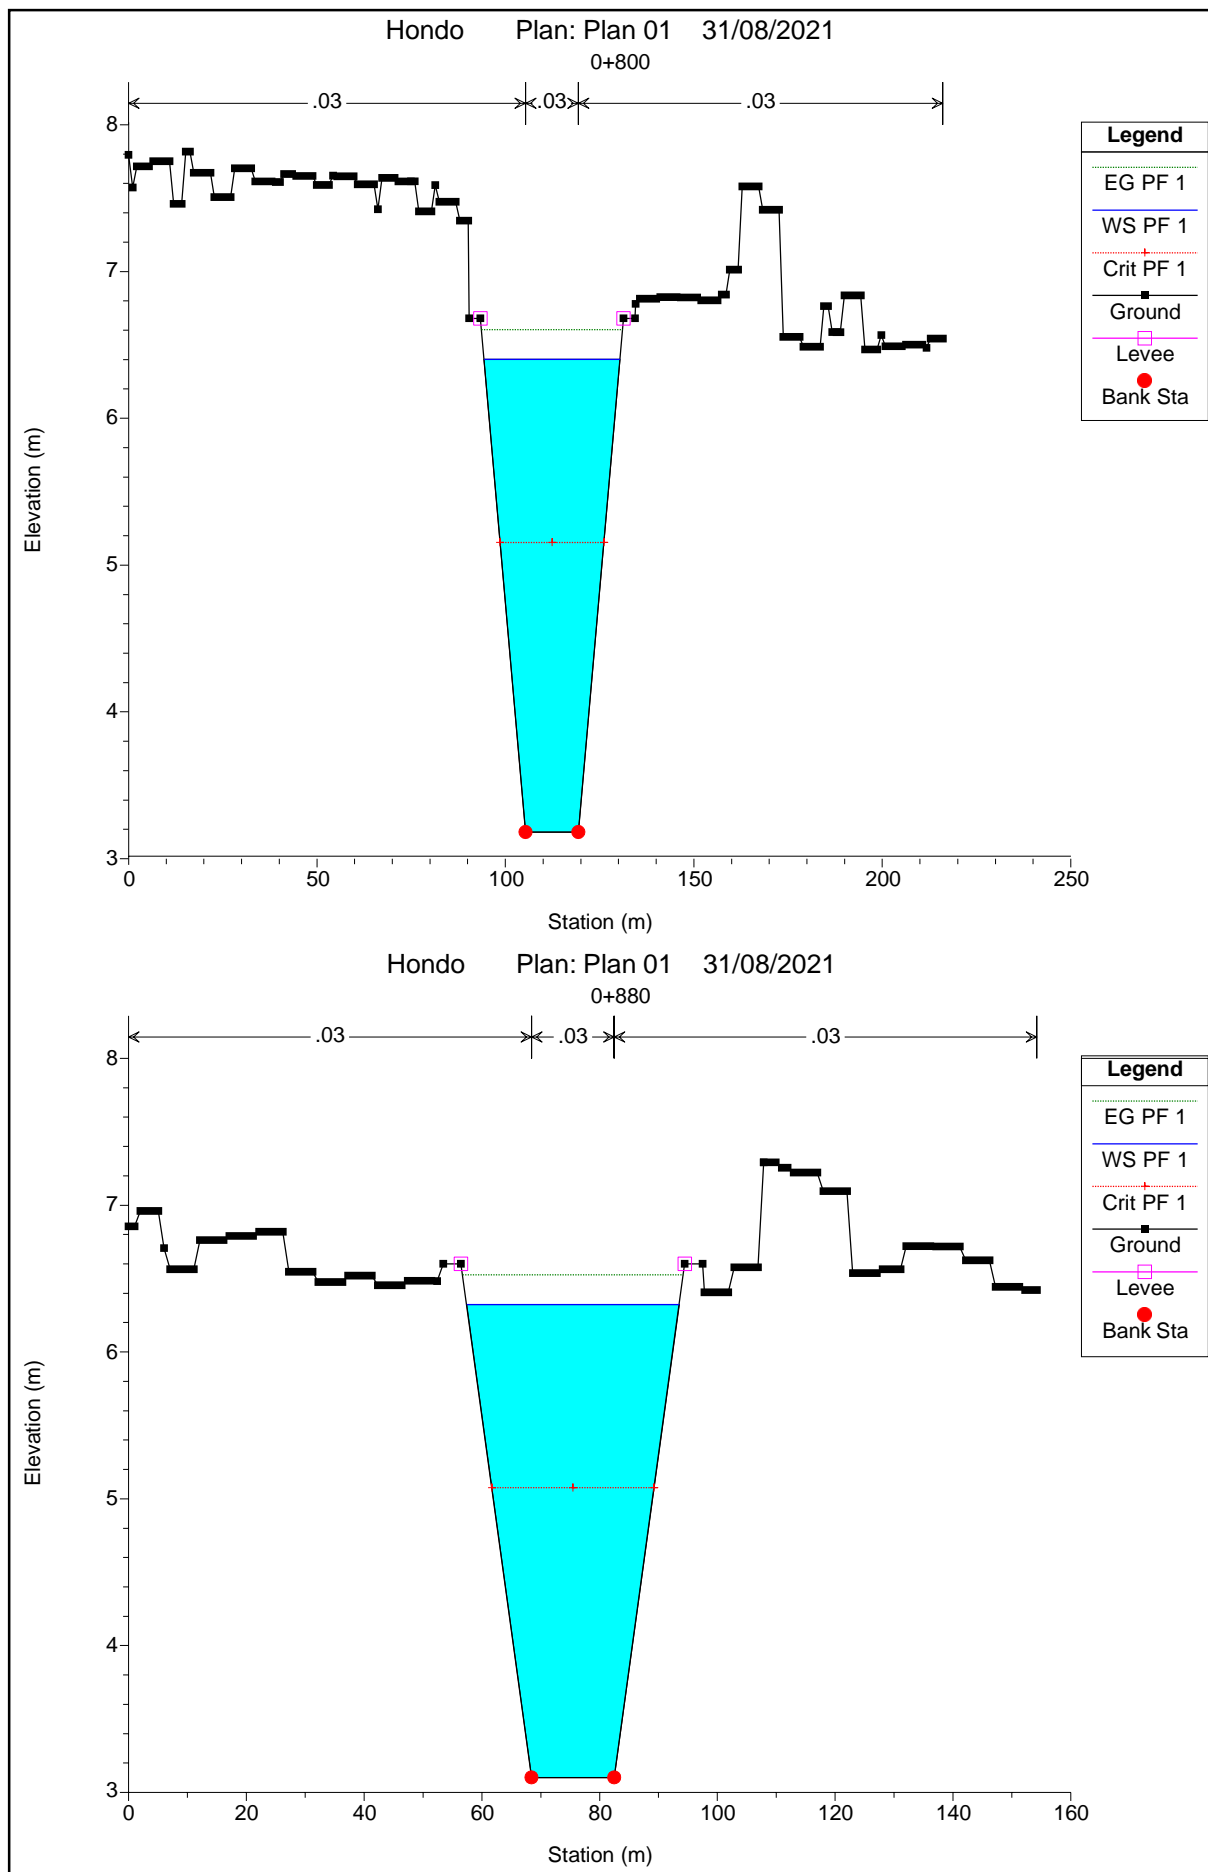 Hondo Plan: Plan 01 31/08/2021
0+800
.03 .03 .03
8
7
6
5
4
3
0 50 100 150 200 250
Elevation (m)
Station (m)
Legend
EG PF 1
WS PF 1
Crit PF 1
Ground
Levee
Bank Sta
Hondo Plan: Plan 01 31/08/2021
0+880
.03 .03 .03
8
7
6
5
4
3
0 20 40 60 80 100 120 140 160
Elevation (m)
Station (m)
Legend
EG PF 1
WS PF 1
Crit PF 1
Ground
Levee
Bank Sta